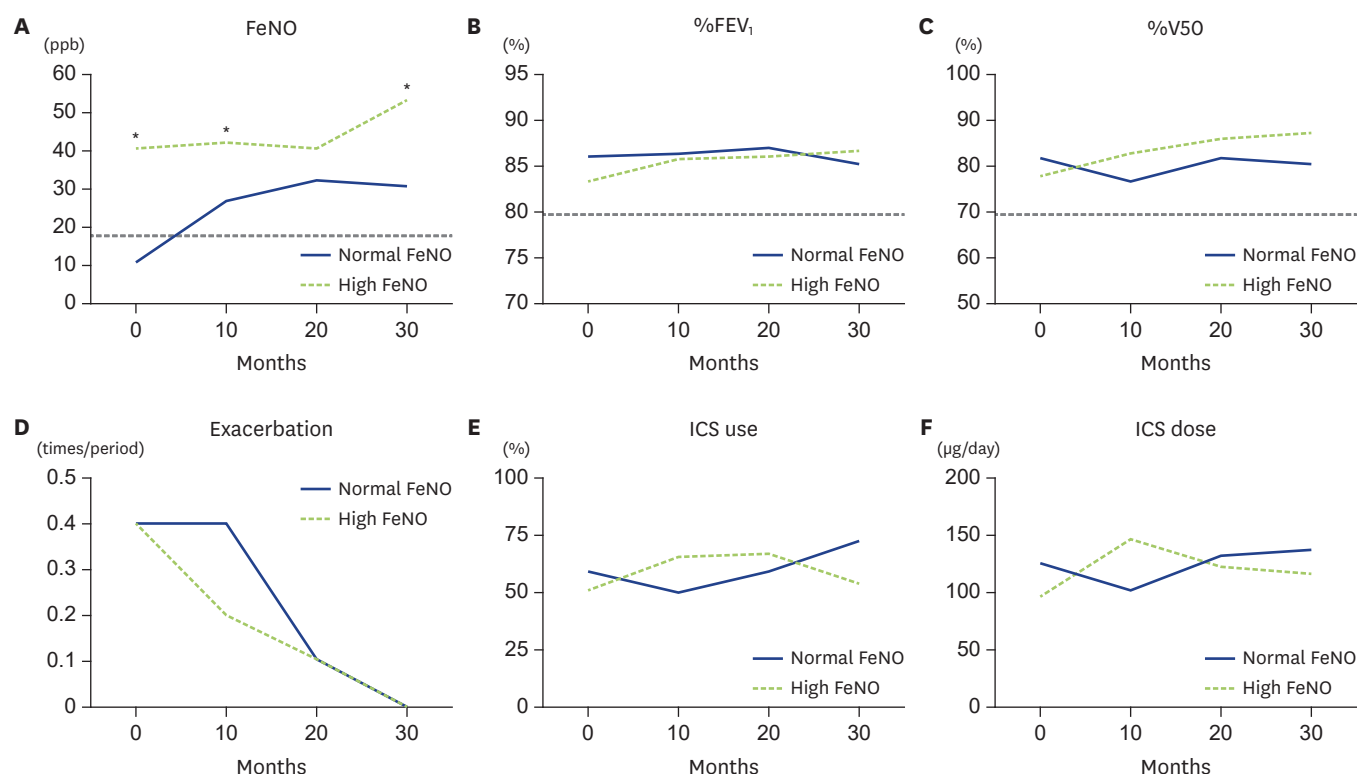 A
FeNO
(ppb)
60
50
40
30
20
10
0
*
*
*
Normal FeNO
High FeNO
0 10 20 30
Months
B
%FEV₁
(%)
95
90
85
80
75
70
Normal FeNO
High FeNO
0 10 20 30
Months
C
%V50
(%)
100
90
80
70
60
50
Normal FeNO
High FeNO
0 10 20 30
Months
D
Exacerbation
(times/period)
0.5
0.4
0.3
0.2
0.1
0
Normal FeNO
High FeNO
0 10 20 30
Months
E
ICS use
(%)
100
75
50
25
0
Normal FeNO
High FeNO
0 10 20 30
Months
F
ICS dose
(µg/day)
200
150
100
50
0
Normal FeNO
High FeNO
0 10 20 30
Months